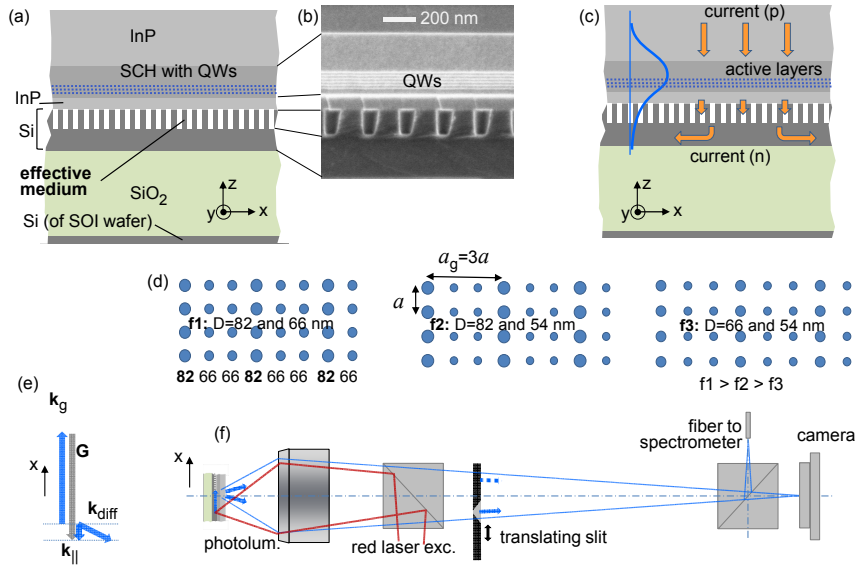 (a)
InP
SCH with QWs
InP
Si
effective
medium
SiO2
z
y
x
Si (of SOI wafer)
(b)
200 nm
QWs
(c)
current (p)
active layers
current (n)
z
y
x
(d)
f1: D=82 and 66 nm
82 66 66 82 66 66 82 66
ag=3a
a
f2: D=82 and 54 nm
f3: D=66 and 54 nm
f1 > f2 > f3
(e)
kg
G
x
kdiff
k||
(f)
x
photolum.
red laser exc.
translating slit
fiber to
spectrometer
camera